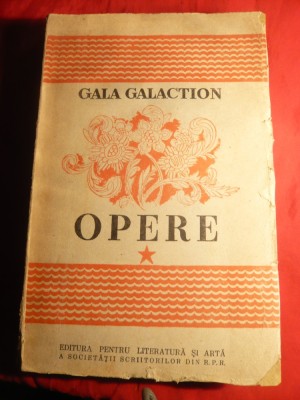 GALA GALACTION
OPERE
EDITURA PENTRU LITERATURĂ ȘI ARTĂ
A SOCIETĂȚII SCRIITORILOR DIN R.P.R.